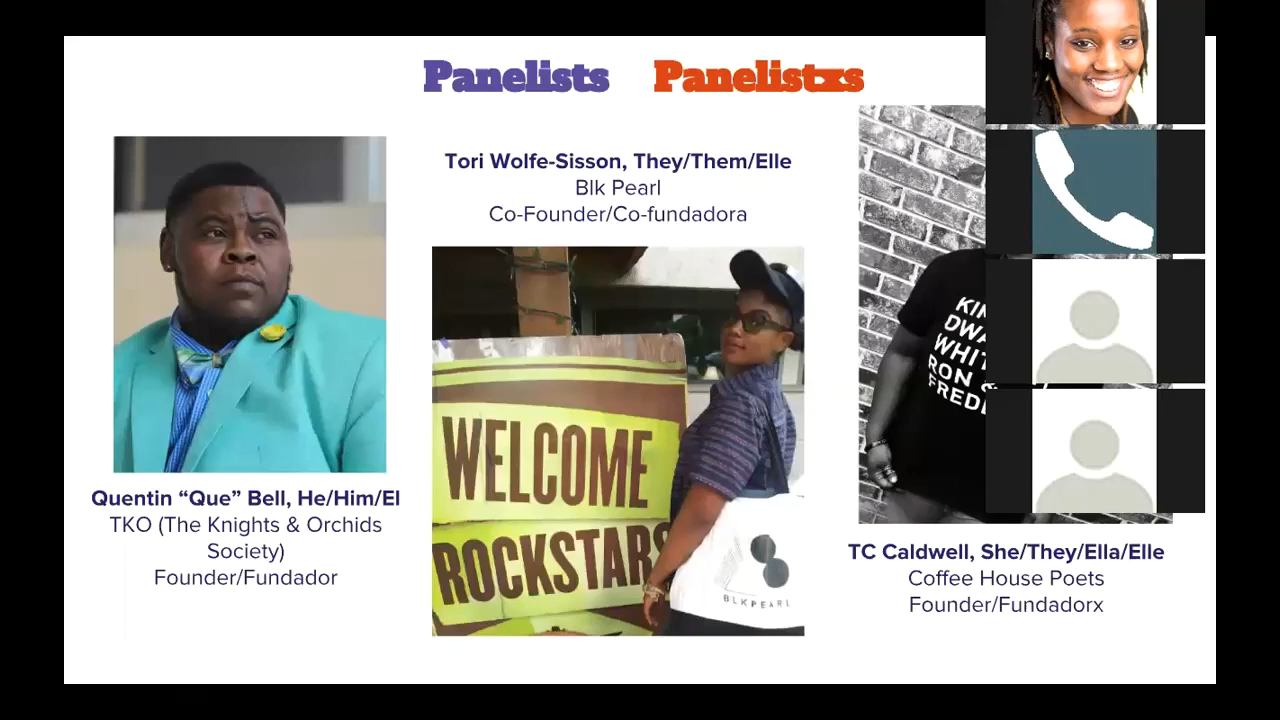 Panelists Panelistxs
Quentin “Que” Bell, He/Him/El
TKO (The Knights & Orchids
Society)
Founder/Fundador
Tori Wolfe-Sisson, They/Them/Elle
Blk Pearl
Co-Founder/Co-fundadora
WELCOME
ROCKSTARS
BLKPEARL
TC Caldwell, She/They/Ella/Elle
Coffee House Poets
Founder/Fundadorx